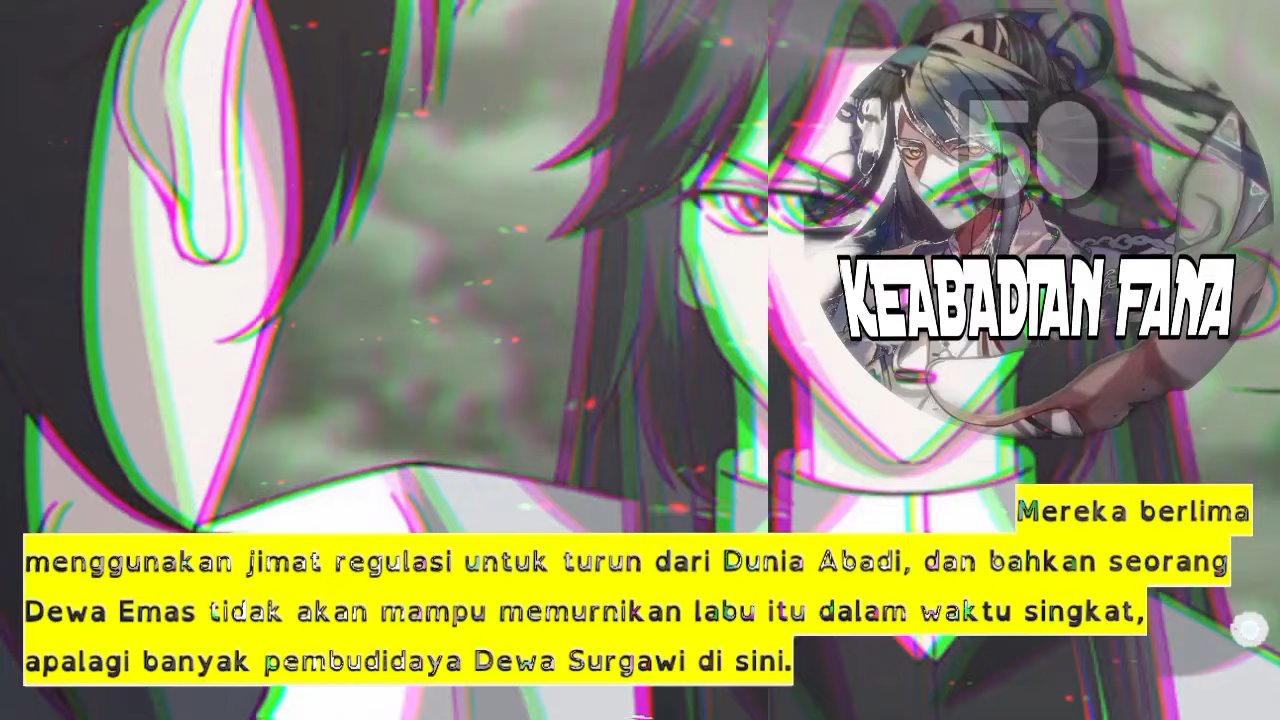 50
KEABADIAN FANA
Mereka berlima
menggunakan jimat regulasi untuk turun dari Dunia Abadi, dan bahkan seorang
Dewa Emas tidak akan mampu memurnikan labu itu dalam waktu singkat,
apalagi banyak pembudidaya Dewa Surgawi di sini.